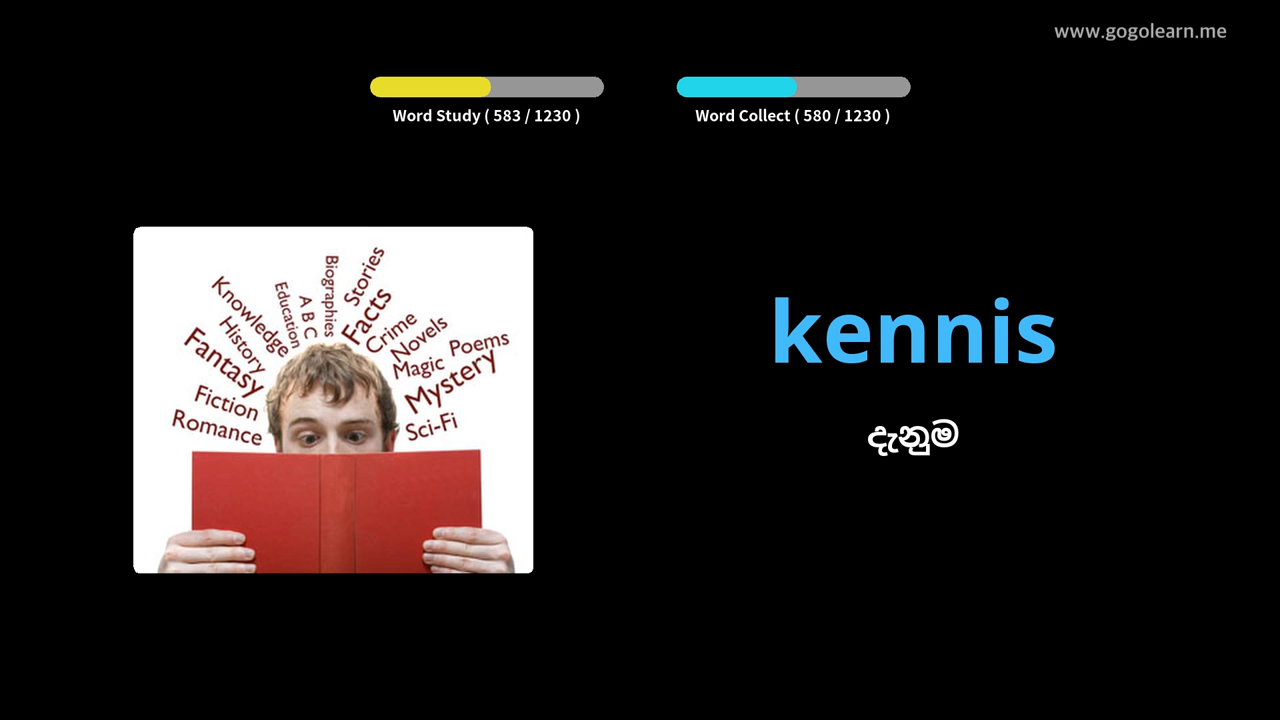 www.gogolearn.me
Word Study ( 583 / 1230 )
Word Collect ( 580 / 1230 )
Biographies
Stories
Education
A B C
Facts
Knowledge
Crime
History
Novels
Fantasy
Magic
Poems
Mystery
Fiction
Romance
Sci-Fi
kennis
දැනුම